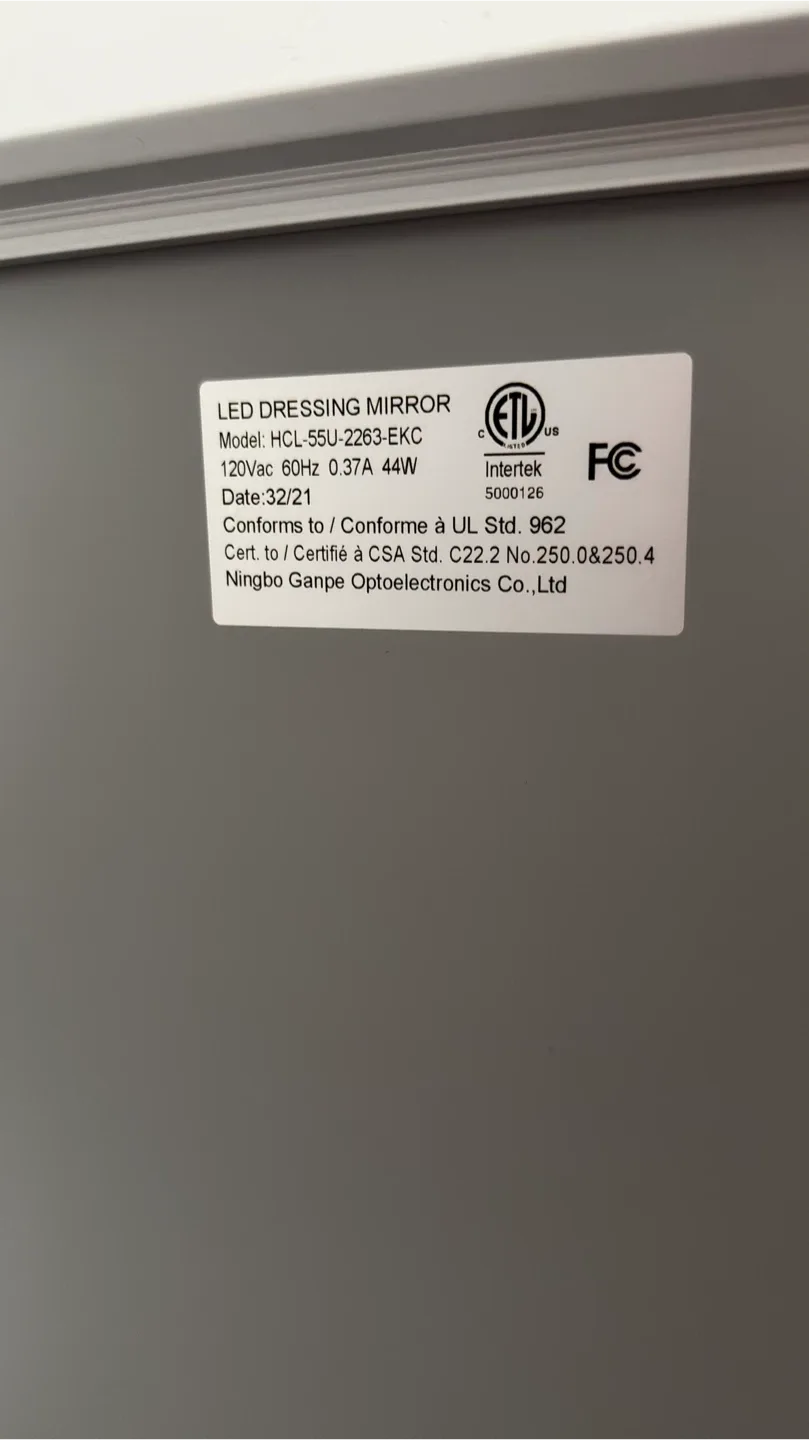 LED DRESSING MIRROR
Model: HCL-55U-2263-EKC
120Vac 60Hz 0.37A 44W
Date:32/21
Conforms to / Conforme à UL Std. 962
Cert. to / Certifié à CSA Std. C22.2 No.250.0&250.4
Ningbo Ganpe Optoelectronics Co.,Ltd
C ETL US
LISTED
Intertek
5000126
FC